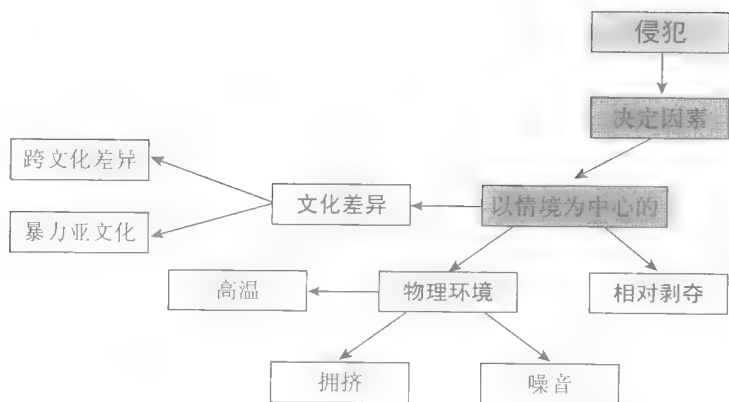 侵犯
决定因素
跨文化差异
文化差异
以情境为中心的
暴力亚文化
高温
物理环境
相对剥夺
拥挤
噪音